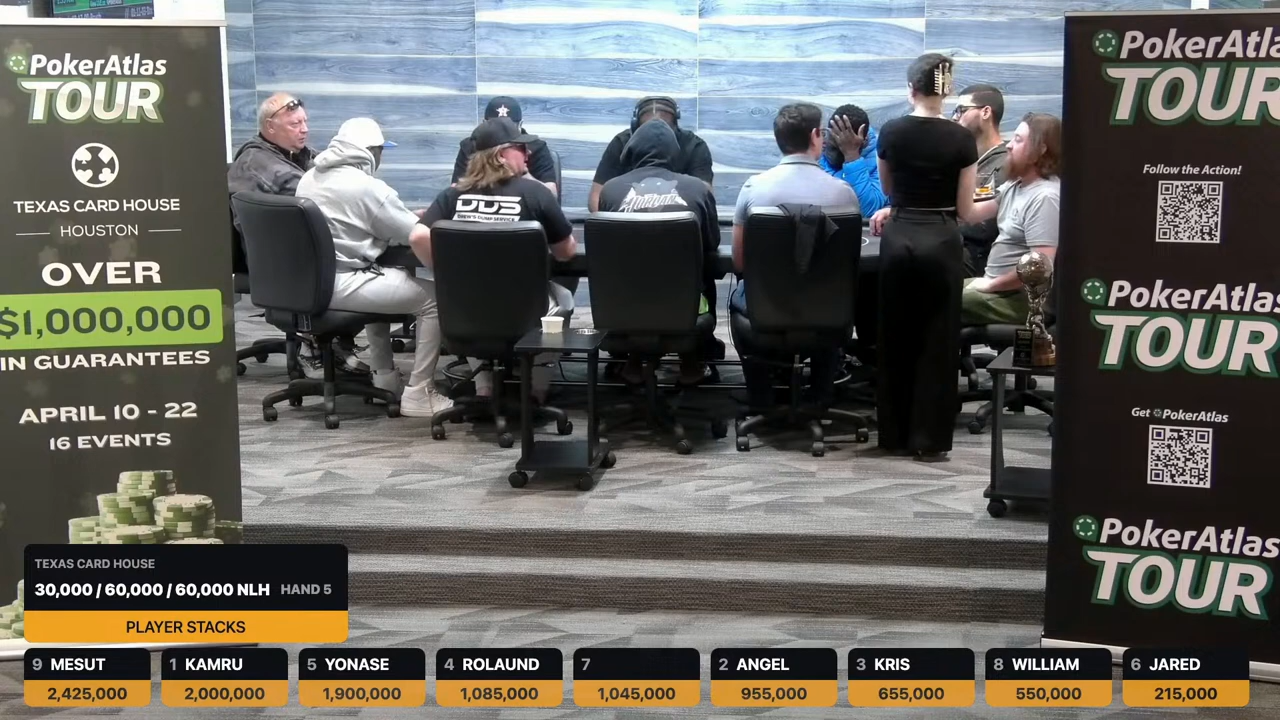 PokerAtlas
TOUR
TEXAS CARD HOUSE
HOUSTON
OVER
$1,000,000
IN GUARANTEES
APRIL 10 - 22
16 EVENTS
DDS
PokerAtlas
TOUR
Follow the Action!
PokerAtlas
TOUR
Get PokerAtlas
PokerAtlas
TOUR
TEXAS CARD HOUSE
30,000 / 60,000 / 60,000 NLH HAND 5
PLAYER STACKS
9 MESUT
2,425,000
1 KAMRU
2,000,000
5 YONASE
1,900,000
4 ROLAUND
1,085,000
7
1,045,000
2 ANGEL
955,000
3 KRIS
655,000
8 WILLIAM
550,000
6 JARED
215,000